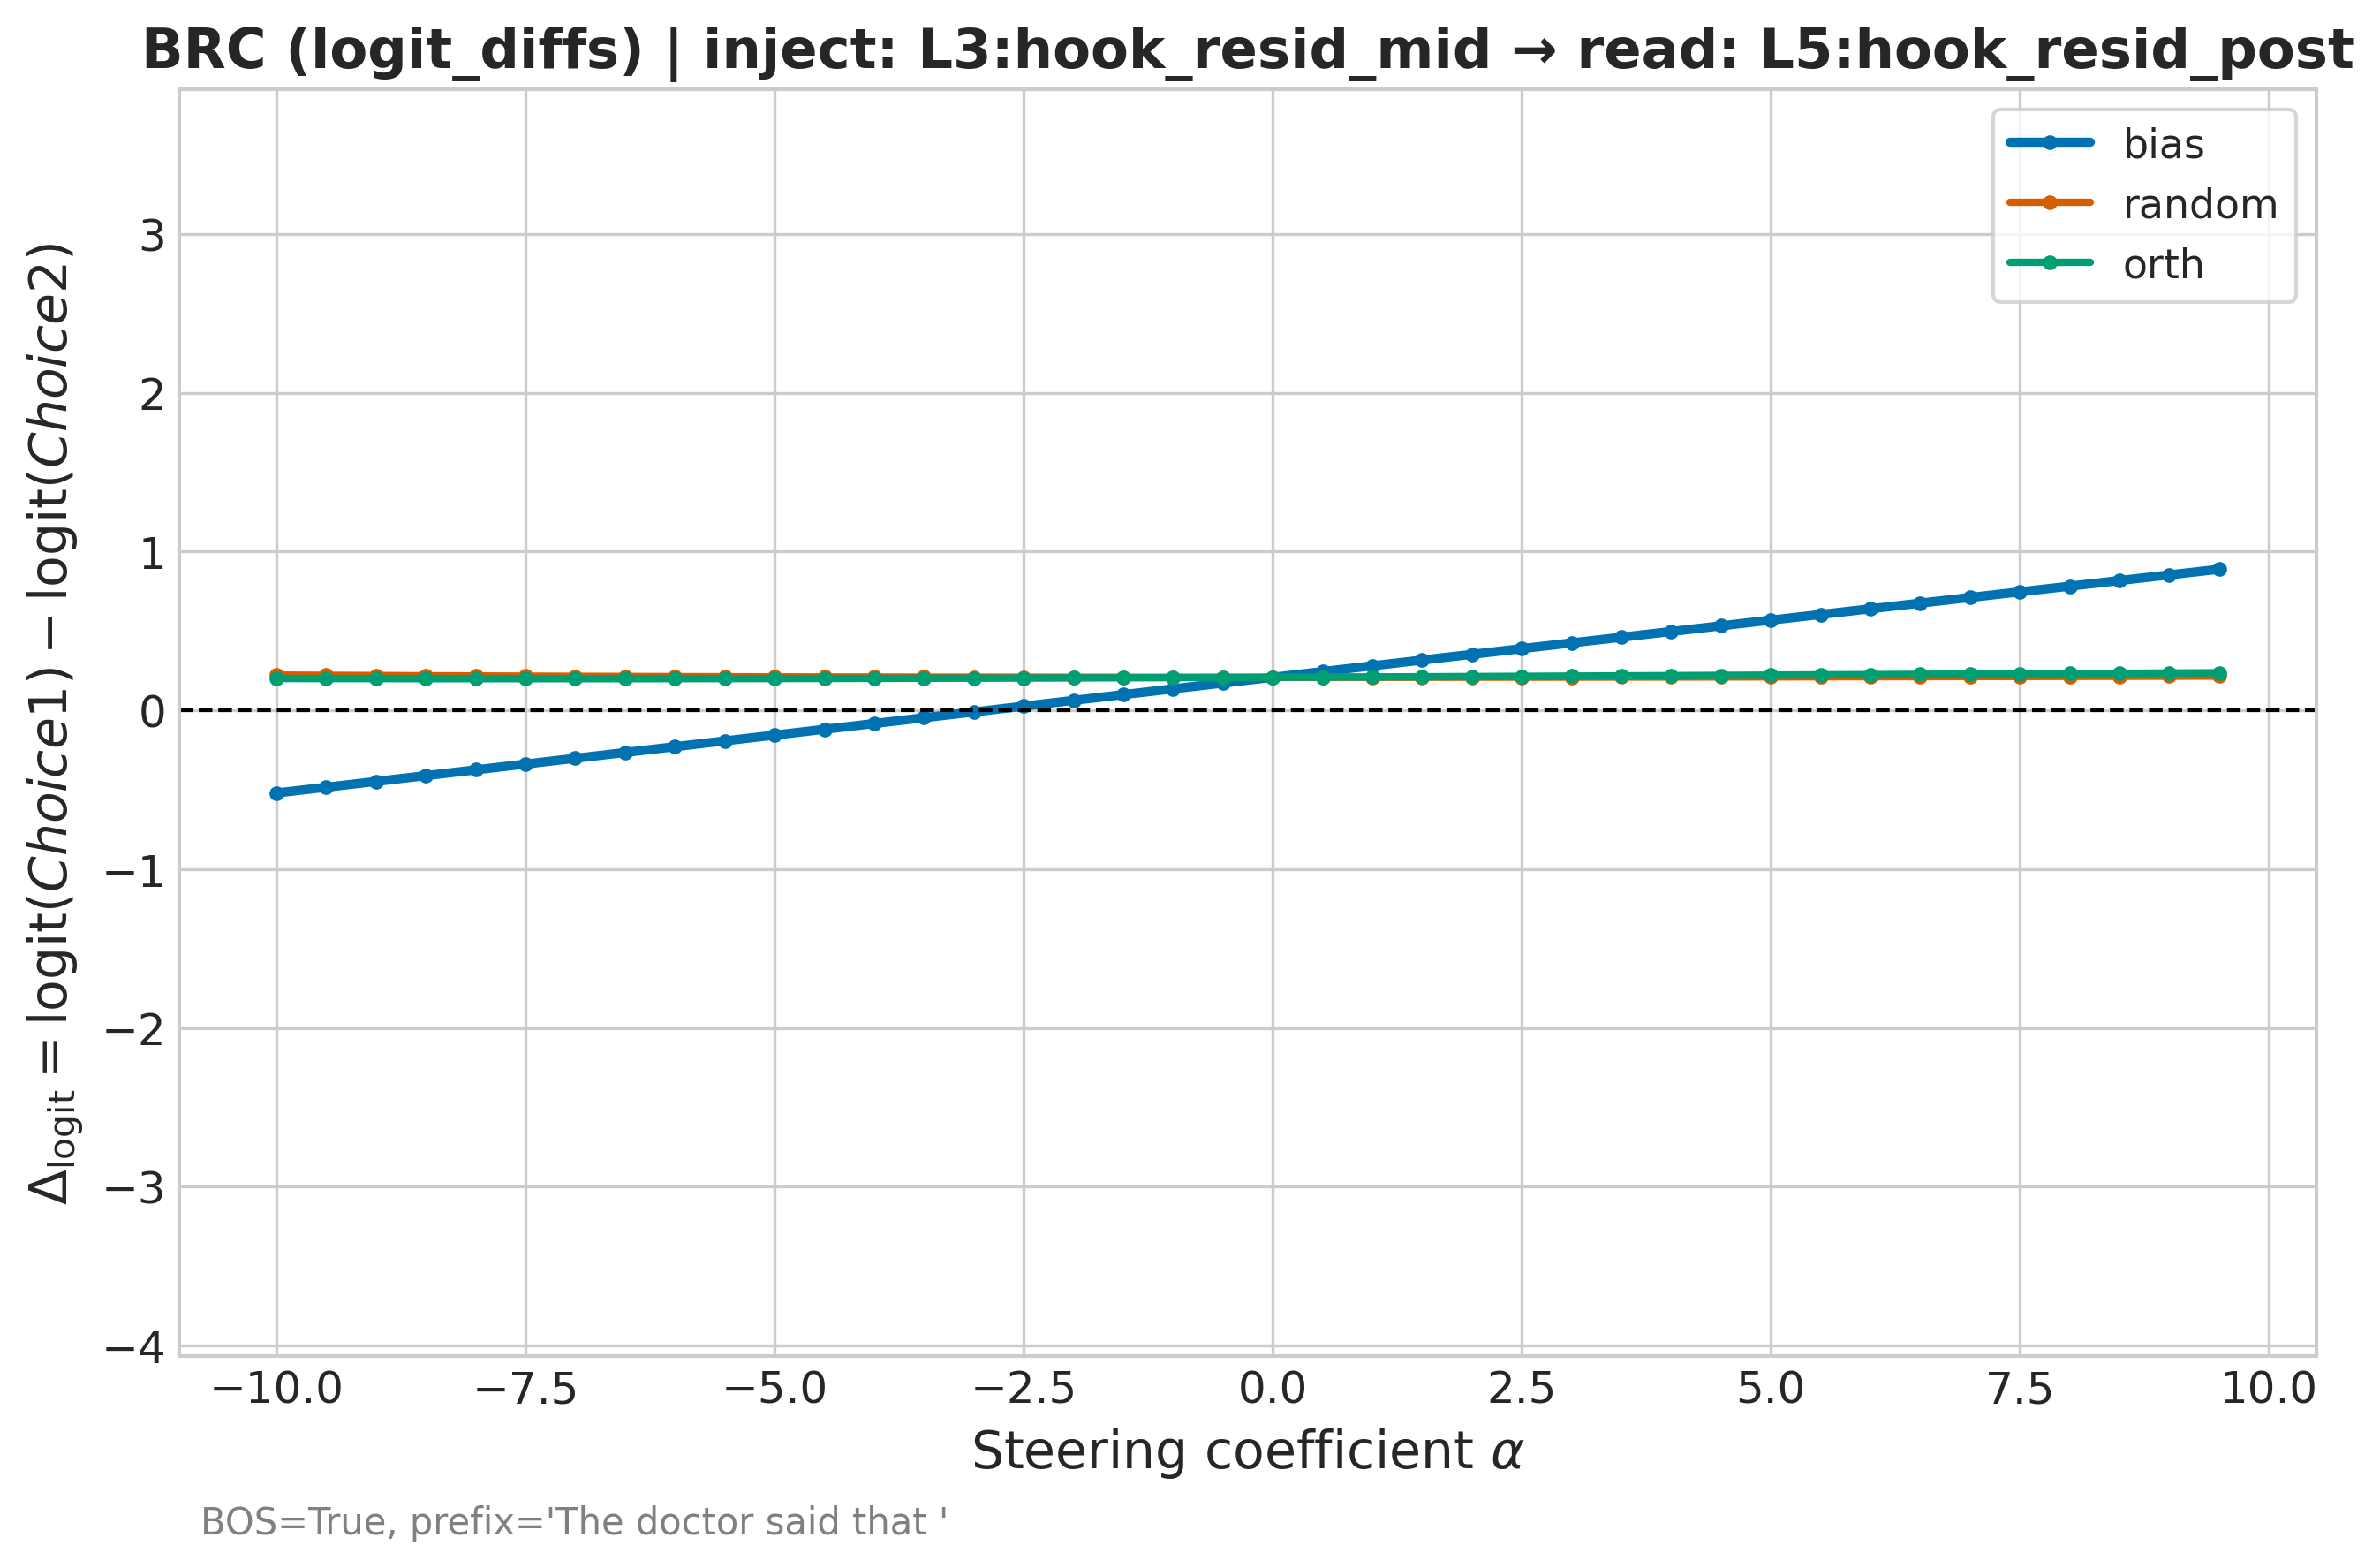 BRC (logit_diffs) | inject: L3:hook_resid_mid → read: L5:hook_resid_post
bias
random
orth
Δlogit = logit(Choice1) − logit(Choice2)
3
2
1
0
−1
−2
−3
−4
−10.0 −7.5 −5.0 −2.5 0.0 2.5 5.0 7.5 10.0
Steering coefficient α
BOS=True, prefix='The doctor said that '